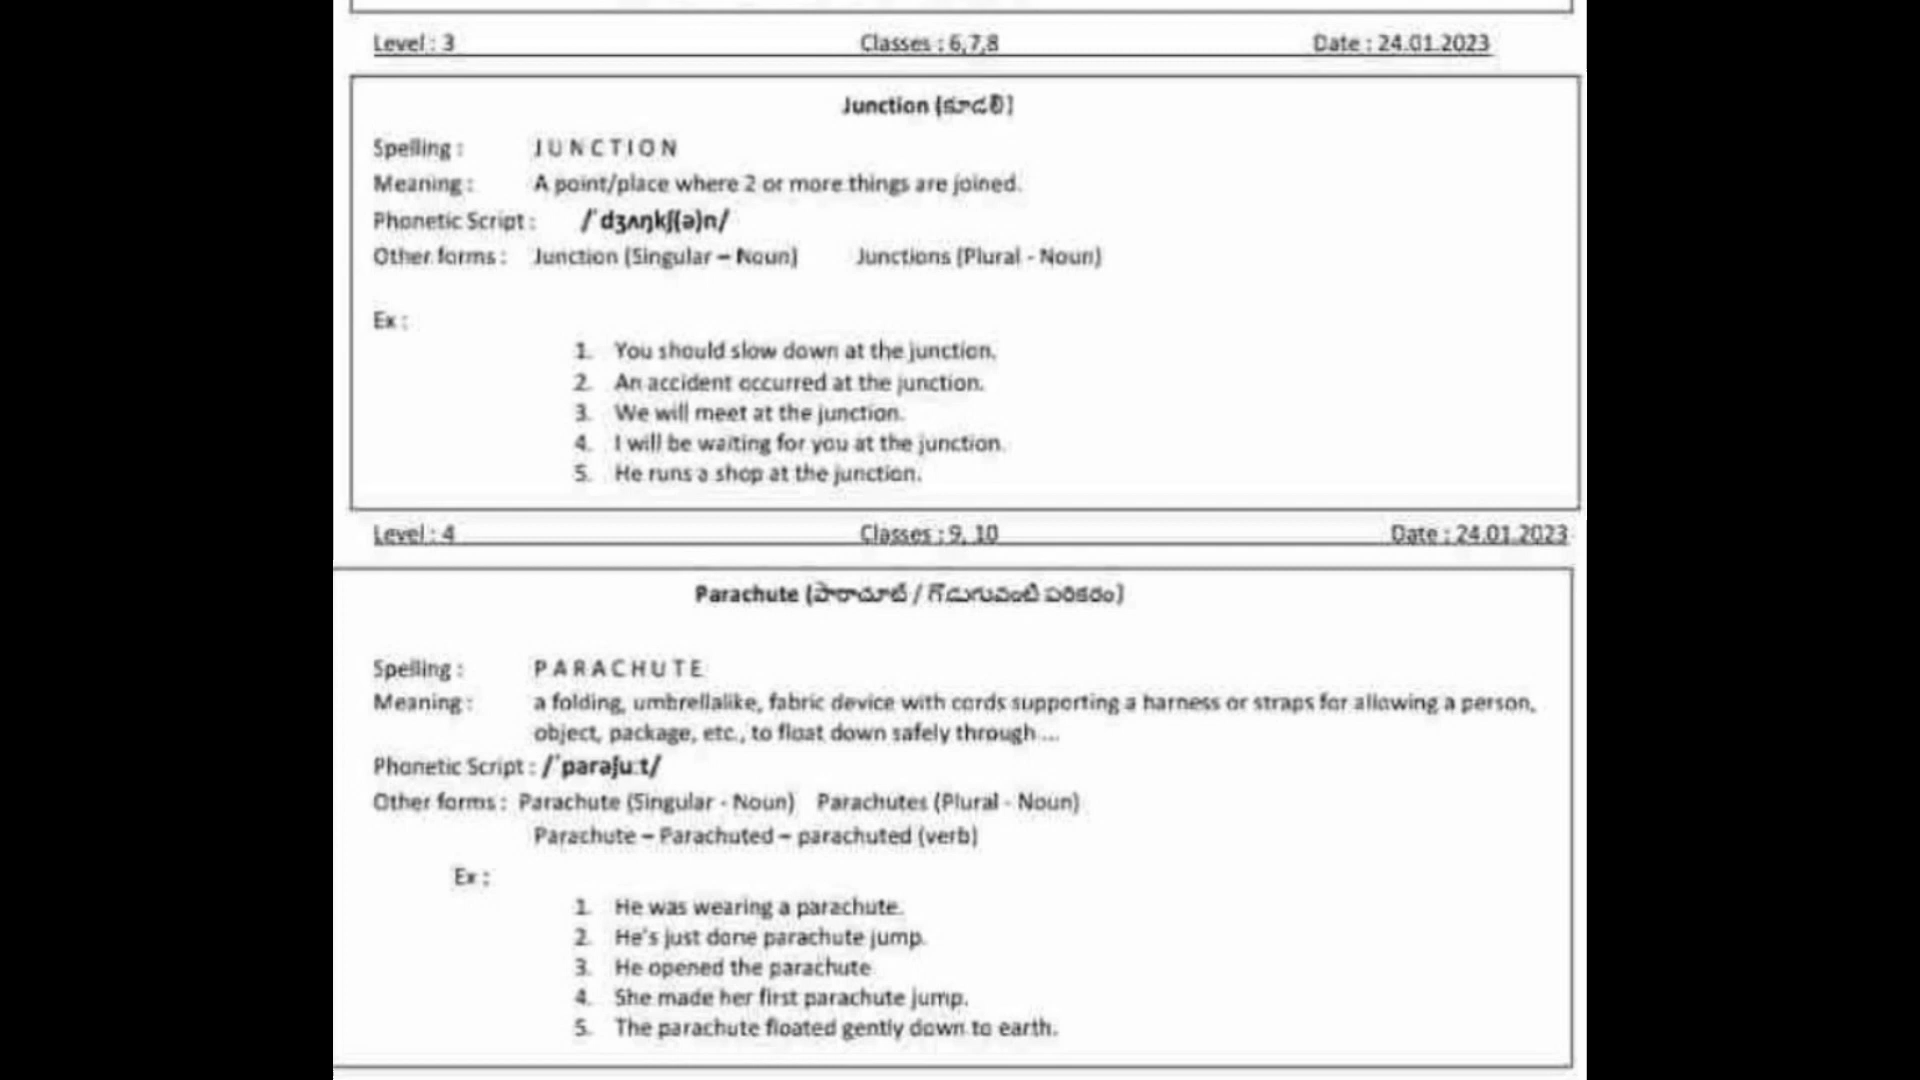 Level : 3 Classes : 6,7,8 Date : 24.01.2023
Junction (కూడలి)
Spelling : J U N C T I O N
Meaning : A point/place where 2 or more things are joined.
Phonetic Script : /ˈdʒʌŋkʃ(ə)n/
Other forms : Junction (Singular – Noun) Junctions (Plural - Noun)
Ex :
1. You should slow down at the junction.
2. An accident occurred at the junction.
3. We will meet at the junction.
4. I will be waiting for you at the junction.
5. He runs a shop at the junction.
Level : 4 Classes : 9, 10 Date : 24.01.2023
Parachute (పారాచూట్ / గొడుగువంటి పరికరం)
Spelling : P A R A C H U T E
Meaning : a folding, umbrellalike, fabric device with cords supporting a harness or straps for allowing a person,
object, package, etc., to float down safely through ...
Phonetic Script : /ˈparəʃuːt/
Other forms : Parachute (Singular - Noun) Parachutes (Plural - Noun)
Parachute – Parachuted – parachuted (verb)
Ex :
1. He was wearing a parachute.
2. He's just done parachute jump.
3. He opened the parachute
4. She made her first parachute jump.
5. The parachute floated gently down to earth.